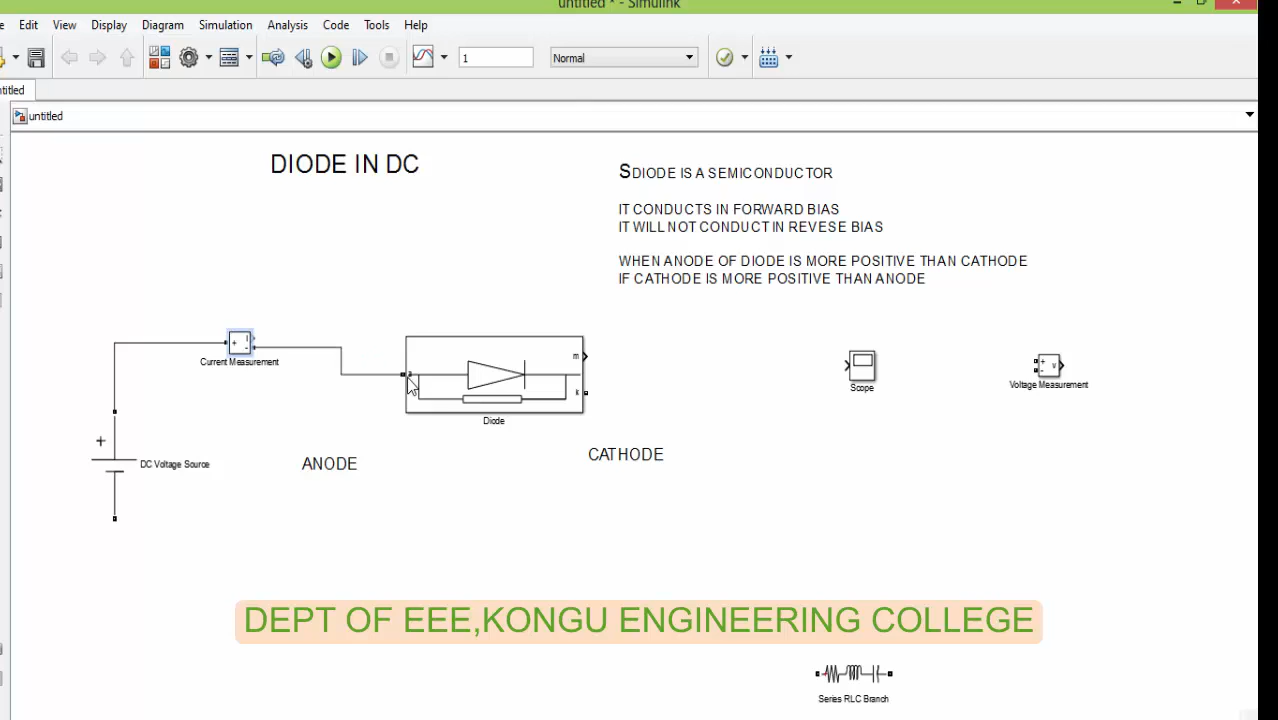 untitled * - Simulink
Edit View Display Diagram Simulation Analysis Code Tools Help
1 Normal
untitled
DIODE IN DC
SDIODE IS A SEMICONDUCTOR
IT CONDUCTS IN FORWARD BIAS
IT WILL NOT CONDUCT IN REVESE BIAS
WHEN ANODE OF DIODE IS MORE POSITIVE THAN CATHODE
IF CATHODE IS MORE POSITIVE THAN ANODE
+ i -
Current Measurement
m
k
Diode
Scope
+ - v
Voltage Measurement
+
DC Voltage Source
ANODE
CATHODE
DEPT OF EEE,KONGU ENGINEERING COLLEGE
Series RLC Branch